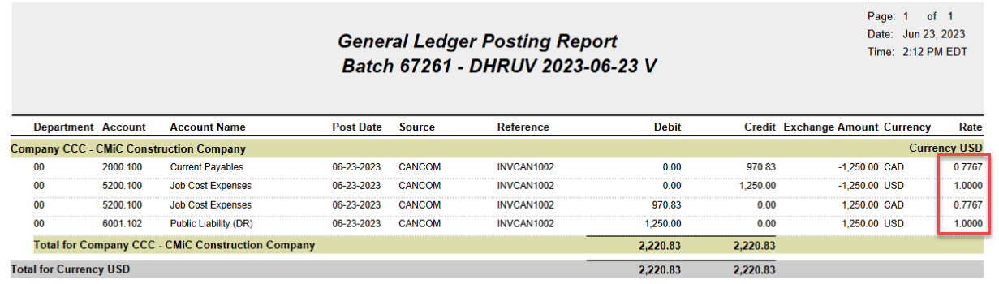 Page: 1 of 1
Date: Jun 23, 2023
Time: 2:12 PM EDT
General Ledger Posting Report
Batch 67261 - DHRUV 2023-06-23 V
Department Account Account Name Post Date Source Reference Debit Credit Exchange Amount Currency Rate
Company CCC - CMiC Construction Company Currency USD
00 2000.100 Current Payables 06-23-2023 CANCOM INVCAN1002 0.00 970.83 -1,250.00 CAD 0.7767
00 5200.100 Job Cost Expenses 06-23-2023 CANCOM INVCAN1002 0.00 1,250.00 -1,250.00 USD 1.0000
00 5200.100 Job Cost Expenses 06-23-2023 CANCOM INVCAN1002 970.83 0.00 1,250.00 CAD 0.7767
00 6001.102 Public Liability (DR) 06-23-2023 CANCOM INVCAN1002 1,250.00 0.00 1,250.00 USD 1.0000
Total for Company CCC - CMiC Construction Company 2,220.83 2,220.83
Total for Currency USD 2,220.83 2,220.83